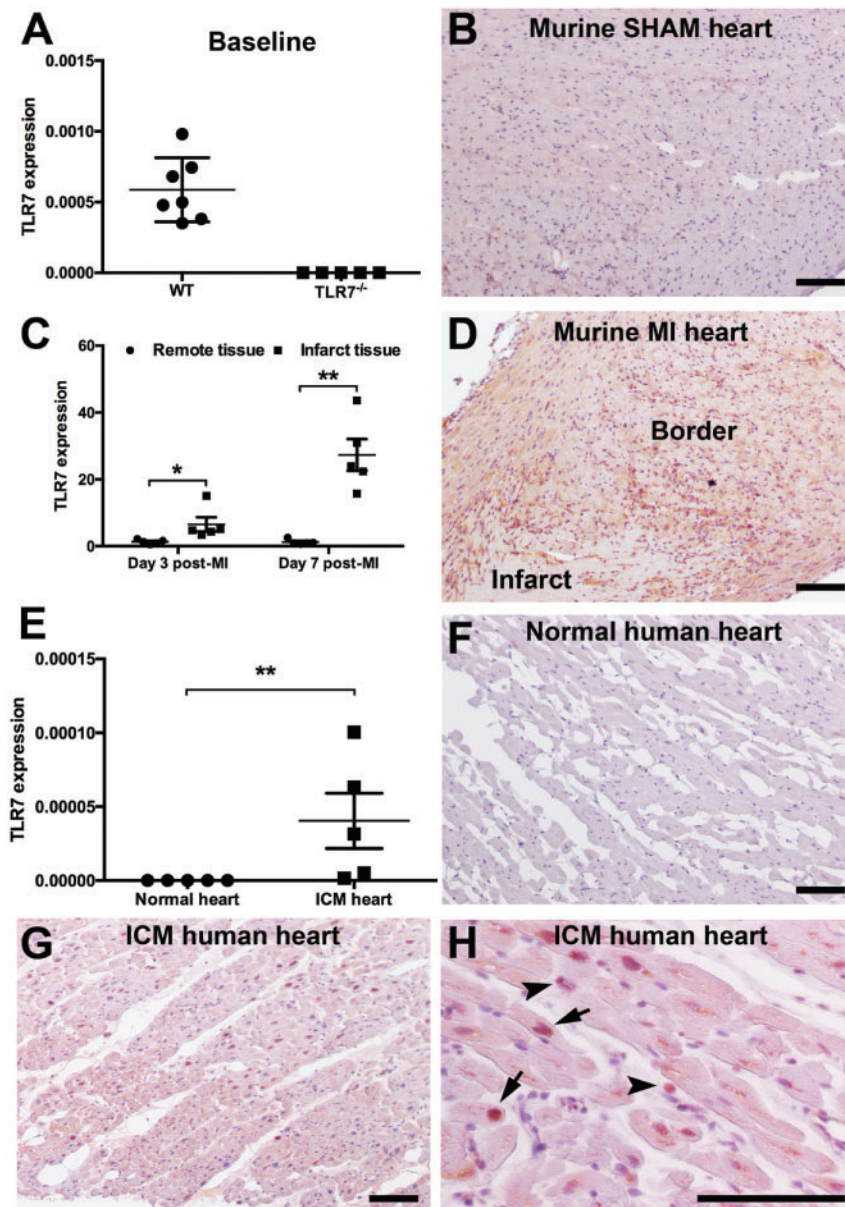 A
Baseline
TLR7 expression
0.0015
0.0010
0.0005
0.0000
WT
TLR7-/-
B
Murine SHAM heart
C
Remote tissue
Infarct tissue
TLR7 expression
60
40
20
0
*
**
Day 3 post-MI
Day 7 post-MI
D
Murine MI heart
Border
*
Infarct
E
TLR7 expression
0.00015
0.00010
0.00005
0.00000
**
Normal heart
ICM heart
F
Normal human heart
G
ICM human heart
H
ICM human heart